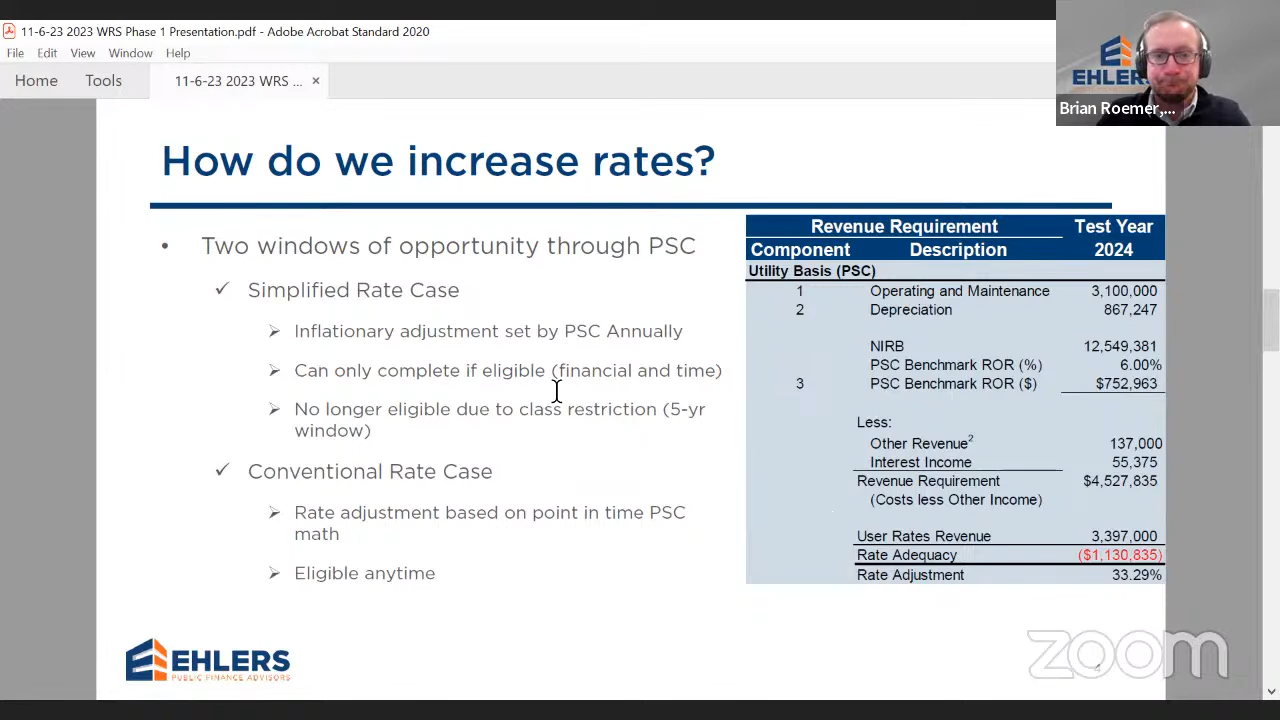 11-6-23 2023 WRS Phase 1 Presentation.pdf - Adobe Acrobat Standard 2020
File Edit View Window Help
Home Tools 11-6-23 2023 WRS ... ×
EHLERS
Brian Roemer,...
How do we increase rates?
• Two windows of opportunity through PSC
✓ Simplified Rate Case
➢ Inflationary adjustment set by PSC Annually
➢ Can only complete if eligible (financial and time)
➢ No longer eligible due to class restriction (5-yr
window)
✓ Conventional Rate Case
➢ Rate adjustment based on point in time PSC
math
➢ Eligible anytime
Revenue Requirement Test Year
Component Description 2024
Utility Basis (PSC)
1 Operating and Maintenance 3,100,000
2 Depreciation 867,247
NIRB 12,549,381
PSC Benchmark ROR (%) 6.00%
3 PSC Benchmark ROR ($) $752,963
Less:
Other Revenue2 137,000
Interest Income 55,375
Revenue Requirement $4,527,835
(Costs less Other Income)
User Rates Revenue 3,397,000
Rate Adequacy ($1,130,835)
Rate Adjustment 33.29%
EHLERS
PUBLIC FINANCE ADVISORS
4
zoom